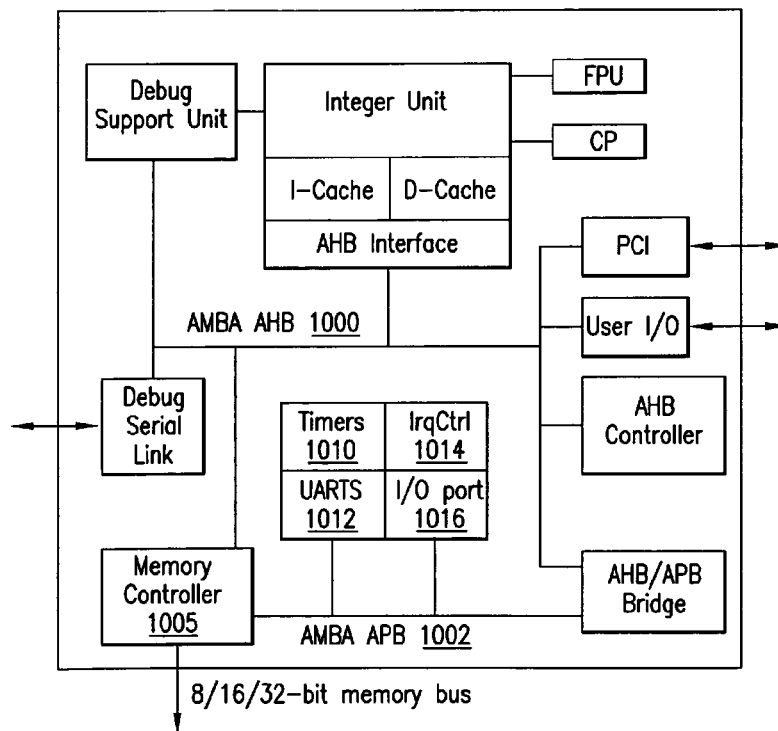 Debug
Support Unit
Integer Unit
FPU
CP
I-Cache
D-Cache
AHB Interface
PCI
User I/O
AMBA AHB 1000
Debug
Serial
Link
Timers
1010
IrqCtrl
1014
UARTS
1012
I/O port
1016
AHB
Controller
Memory
Controller
1005
AHB/APB
Bridge
AMBA APB 1002
8/16/32-bit memory bus